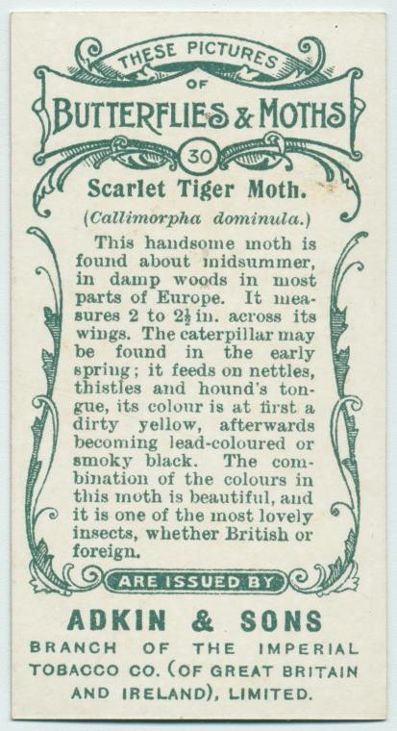 THESE PICTURES
OF
BUTTERFLIES & MOTHS
30
Scarlet Tiger Moth.
(Callimorpha dominula.)
This handsome moth is
found about midsummer,
in damp woods in most
parts of Europe. It mea-
sures 2 to 2½ in. across its
wings. The caterpillar may
be found in the early
spring; it feeds on nettles,
thistles and hound's ton-
gue, its colour is at first a
dirty yellow, afterwards
becoming lead-coloured or
smoky black. The com-
bination of the colours in
this moth is beautiful, and
it is one of the most lovely
insects, whether British or
foreign.
ARE ISSUED BY
ADKIN & SONS
BRANCH OF THE IMPERIAL
TOBACCO CO. (OF GREAT BRITAIN
AND IRELAND), LIMITED.